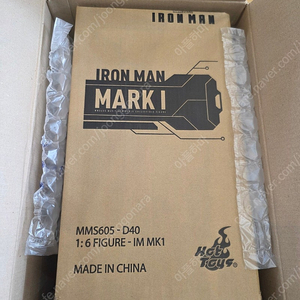 IRON MAN
IRON MAN
MARK I
MMS605 - D40
1:6 FIGURE - IM MK1
Hot Toys
MADE IN CHINA